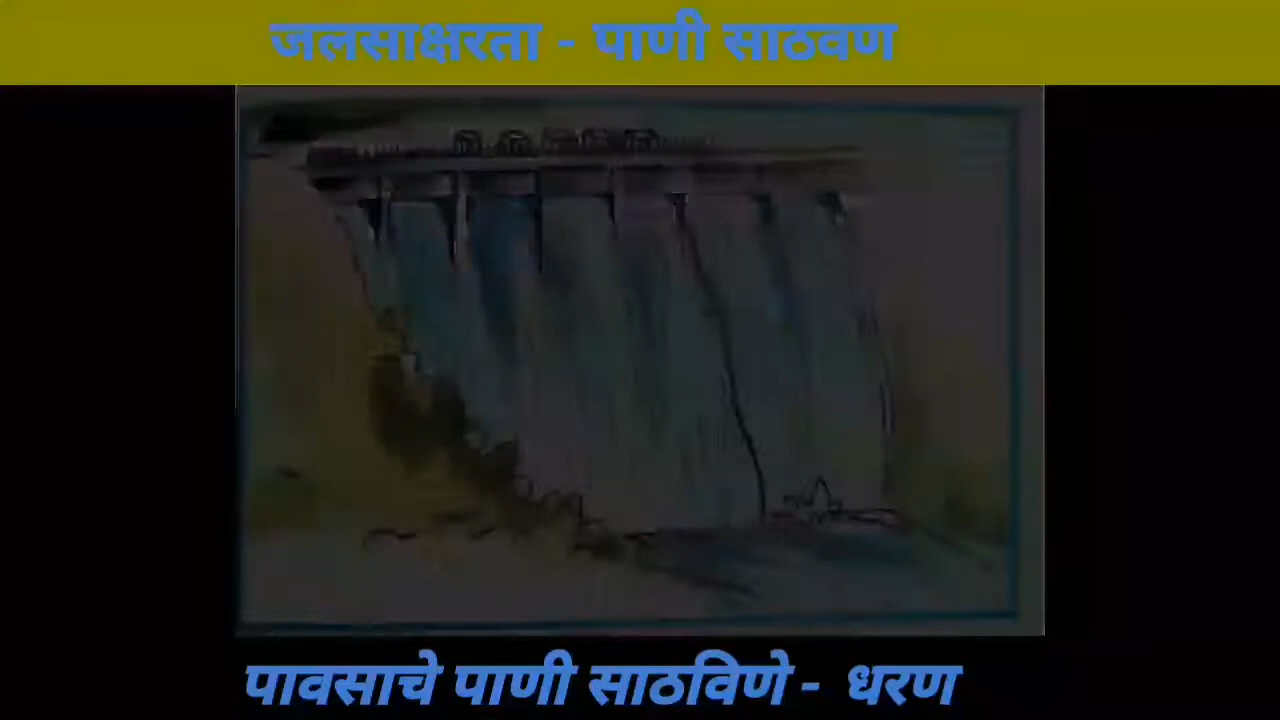 जलसाक्षरता - पाणी साठवण
पावसाचे पाणी साठविणे - धरण